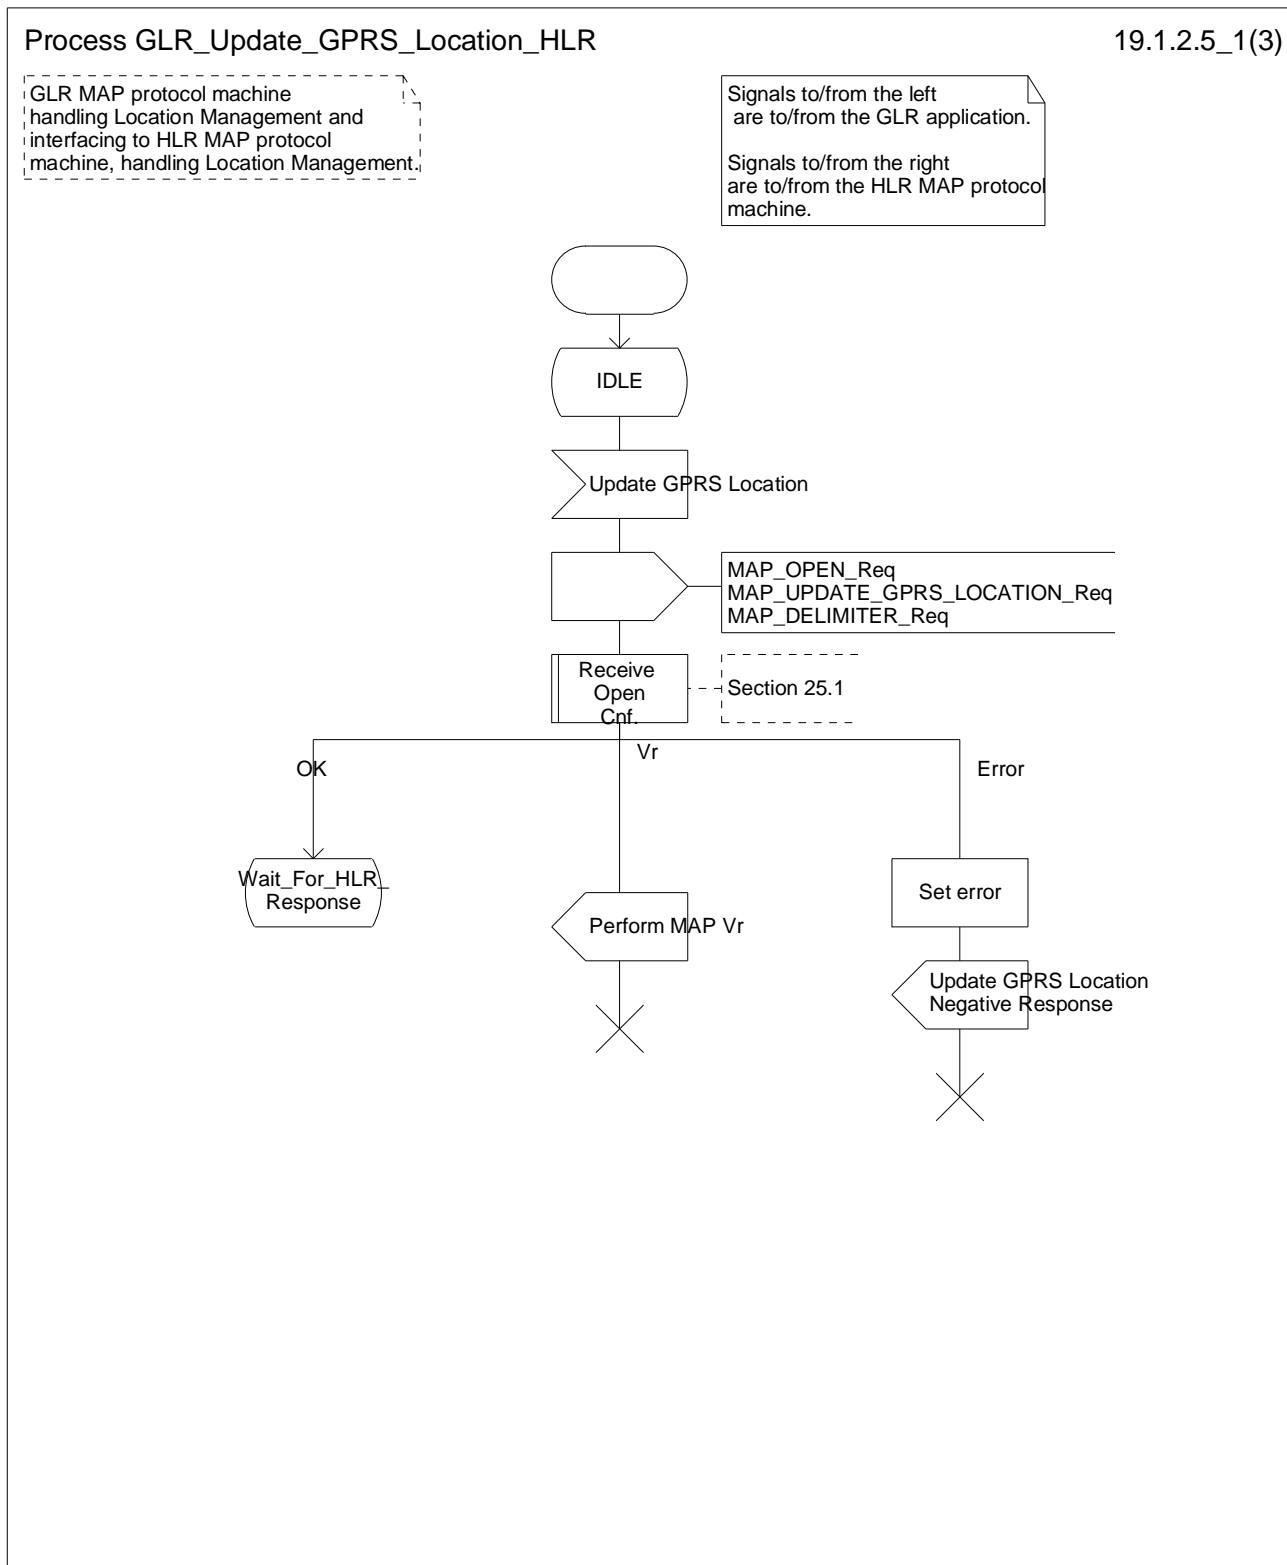 Process GLR_Update_GPRS_Location_HLR
19.1.2.5_1(3)
GLR MAP protocol machine
handling Location Management and
interfacing to HLR MAP protocol
machine, handling Location Management.
Signals to/from the left
are to/from the GLR application.
Signals to/from the right
are to/from the HLR MAP protocol
machine.
IDLE
Update GPRS Location
MAP_OPEN_Req
MAP_UPDATE_GPRS_LOCATION_Req
MAP_DELIMITER_Req
Receive
Open
Cnf.
Section 25.1
OK
Vr
Error
Wait_For_HLR_
Response
Perform MAP Vr
Set error
Update GPRS Location
Negative Response